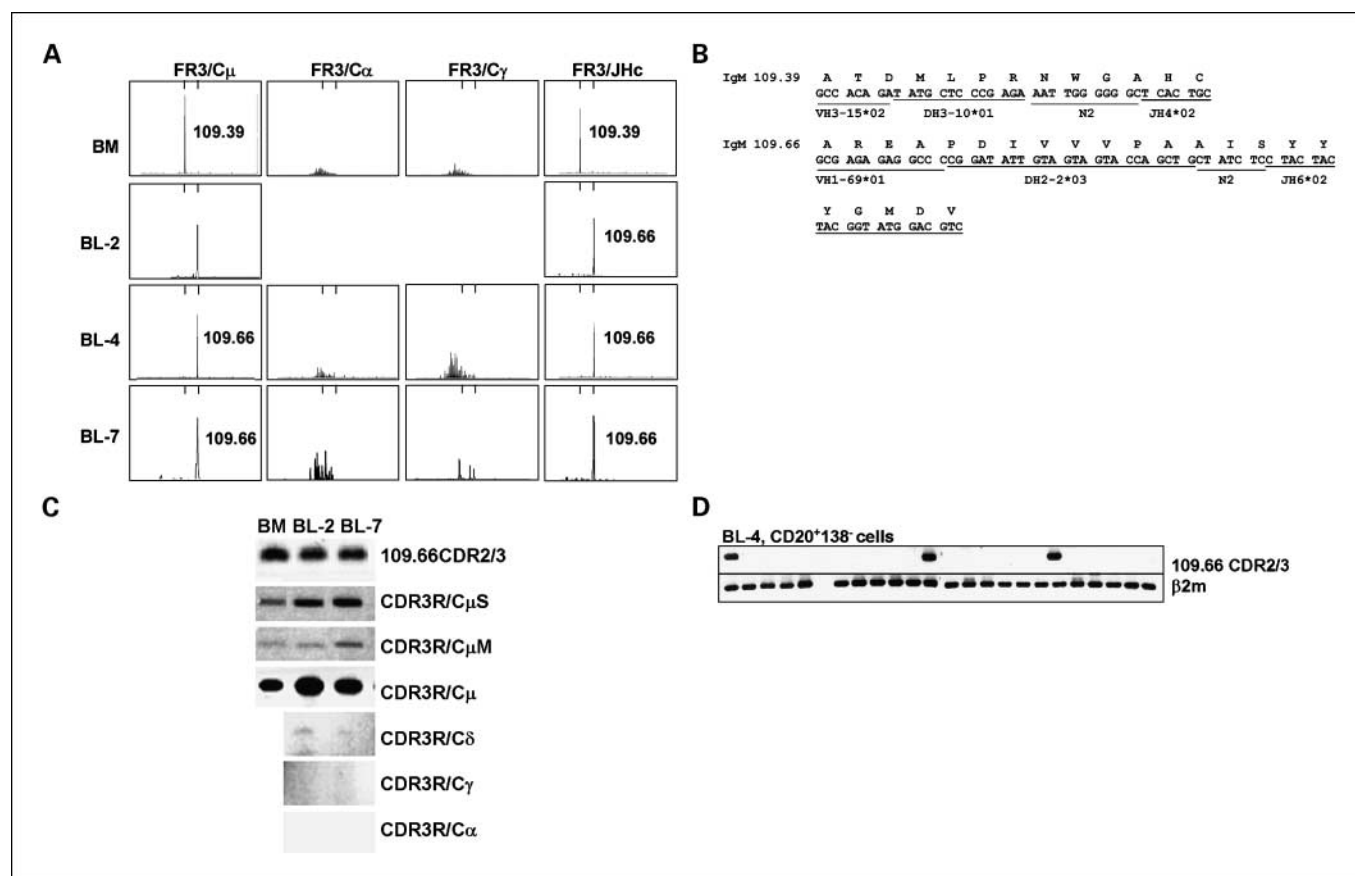 A
FR3/Cμ FR3/Cα FR3/Cγ FR3/JHc
BM
109.39
109.39
BL-2
109.66
BL-4
109.66
109.66
BL-7
109.66
109.66
B
IgM 109.39
A T D M L P R N W G A H C
GCC ACA GAT ATG CTC CCG AGA AAT TGG GGG GCT CAC TGC
VH3-15*02 DH3-10*01 N2 JH4*02
IgM 109.66
A R E A P D I V V V P A A I S Y Y
GCG AGA GAG GCC CCG GAT ATT GTA GTA GTA CCA GCT GCT ATC TCC TAC TAC
VH1-69*01 DH2-2*03 N2 JH6*02
Y G M D V
TAC GGT ATG GAC GTC
C
BM BL-2 BL-7
109.66CDR2/3
CDR3R/CμS
CDR3R/CμM
CDR3R/Cμ
CDR3R/Cδ
CDR3R/Cγ
CDR3R/Cα
D
BL-4, CD20⁺138⁻ cells
109.66 CDR2/3
β2m